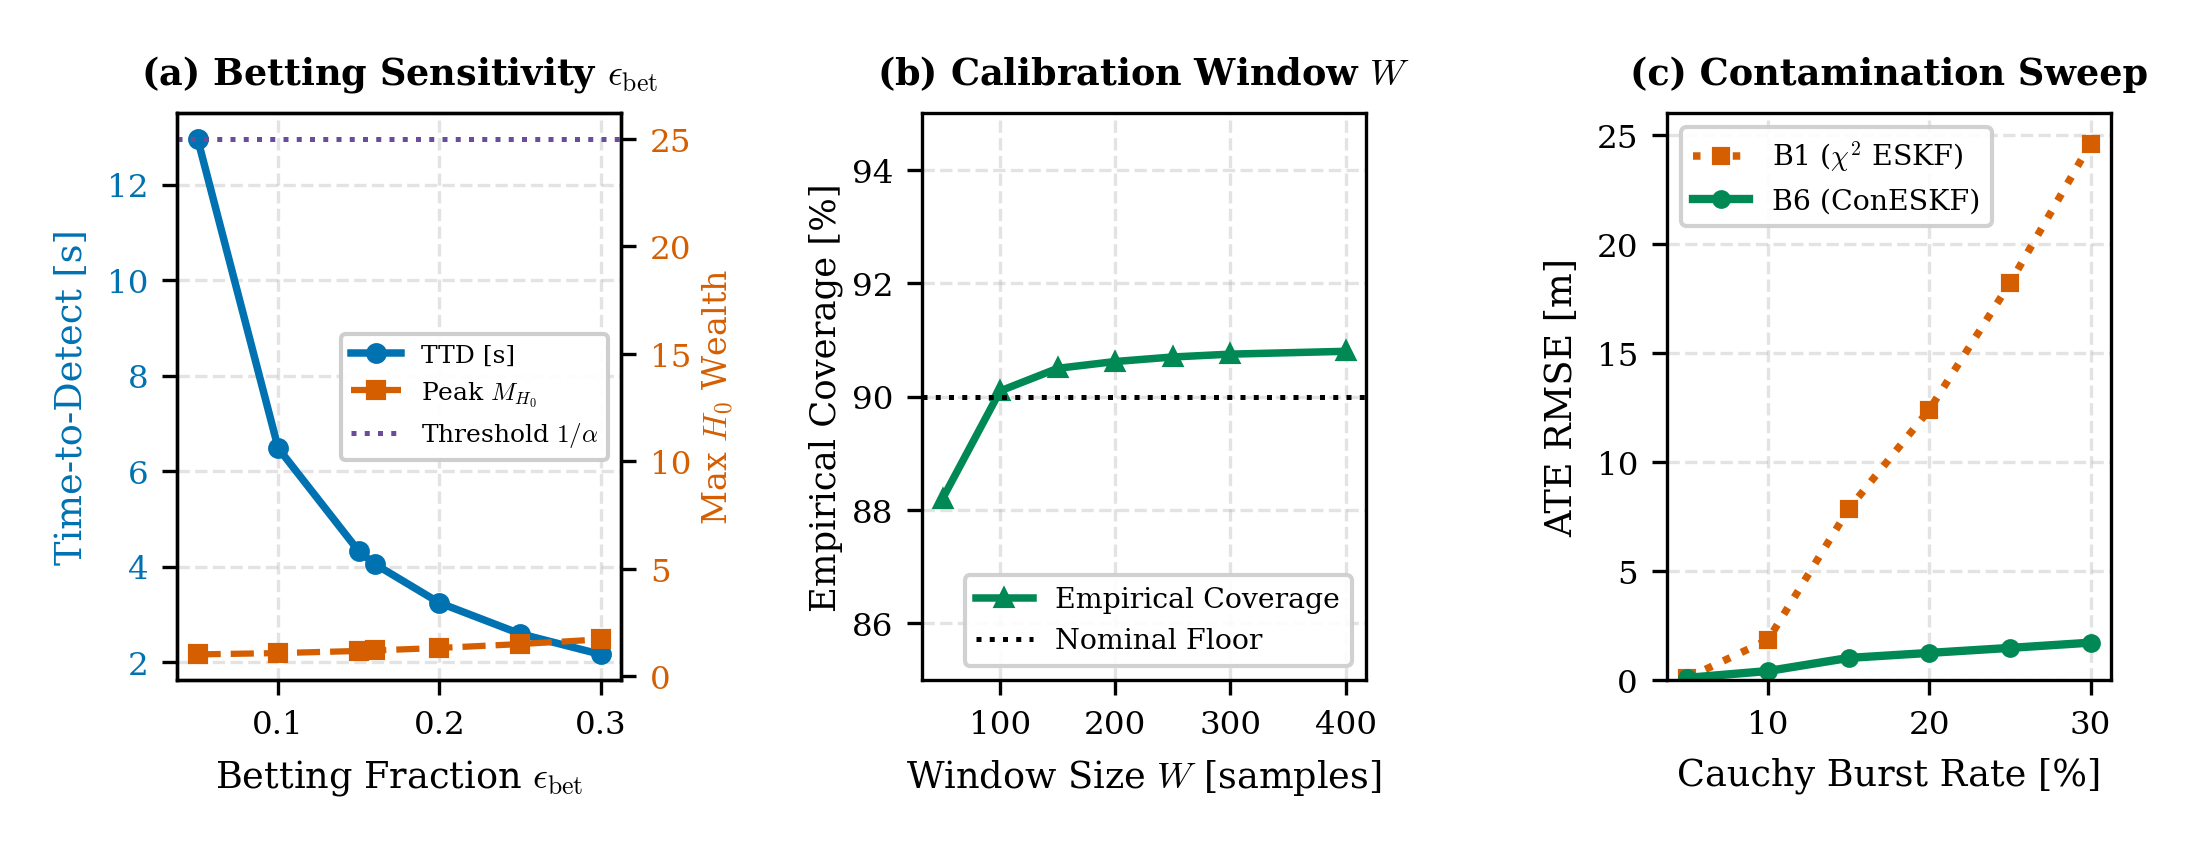 (a) Betting Sensitivity ϵ_bet
Time-to-Detect [s]
12
10
8
6
4
2
25
20
15
10
5
0
Max H₀ Wealth
TTD [s]
Peak M_H₀
Threshold 1/α
0.1 0.2 0.3
Betting Fraction ϵ_bet
(b) Calibration Window W
Empirical Coverage [%]
94
92
90
88
86
Empirical Coverage
Nominal Floor
100 200 300 400
Window Size W [samples]
(c) Contamination Sweep
ATE RMSE [m]
25
20
15
10
5
0
B1 (χ² ESKF)
B6 (ConESKF)
10 20 30
Cauchy Burst Rate [%]